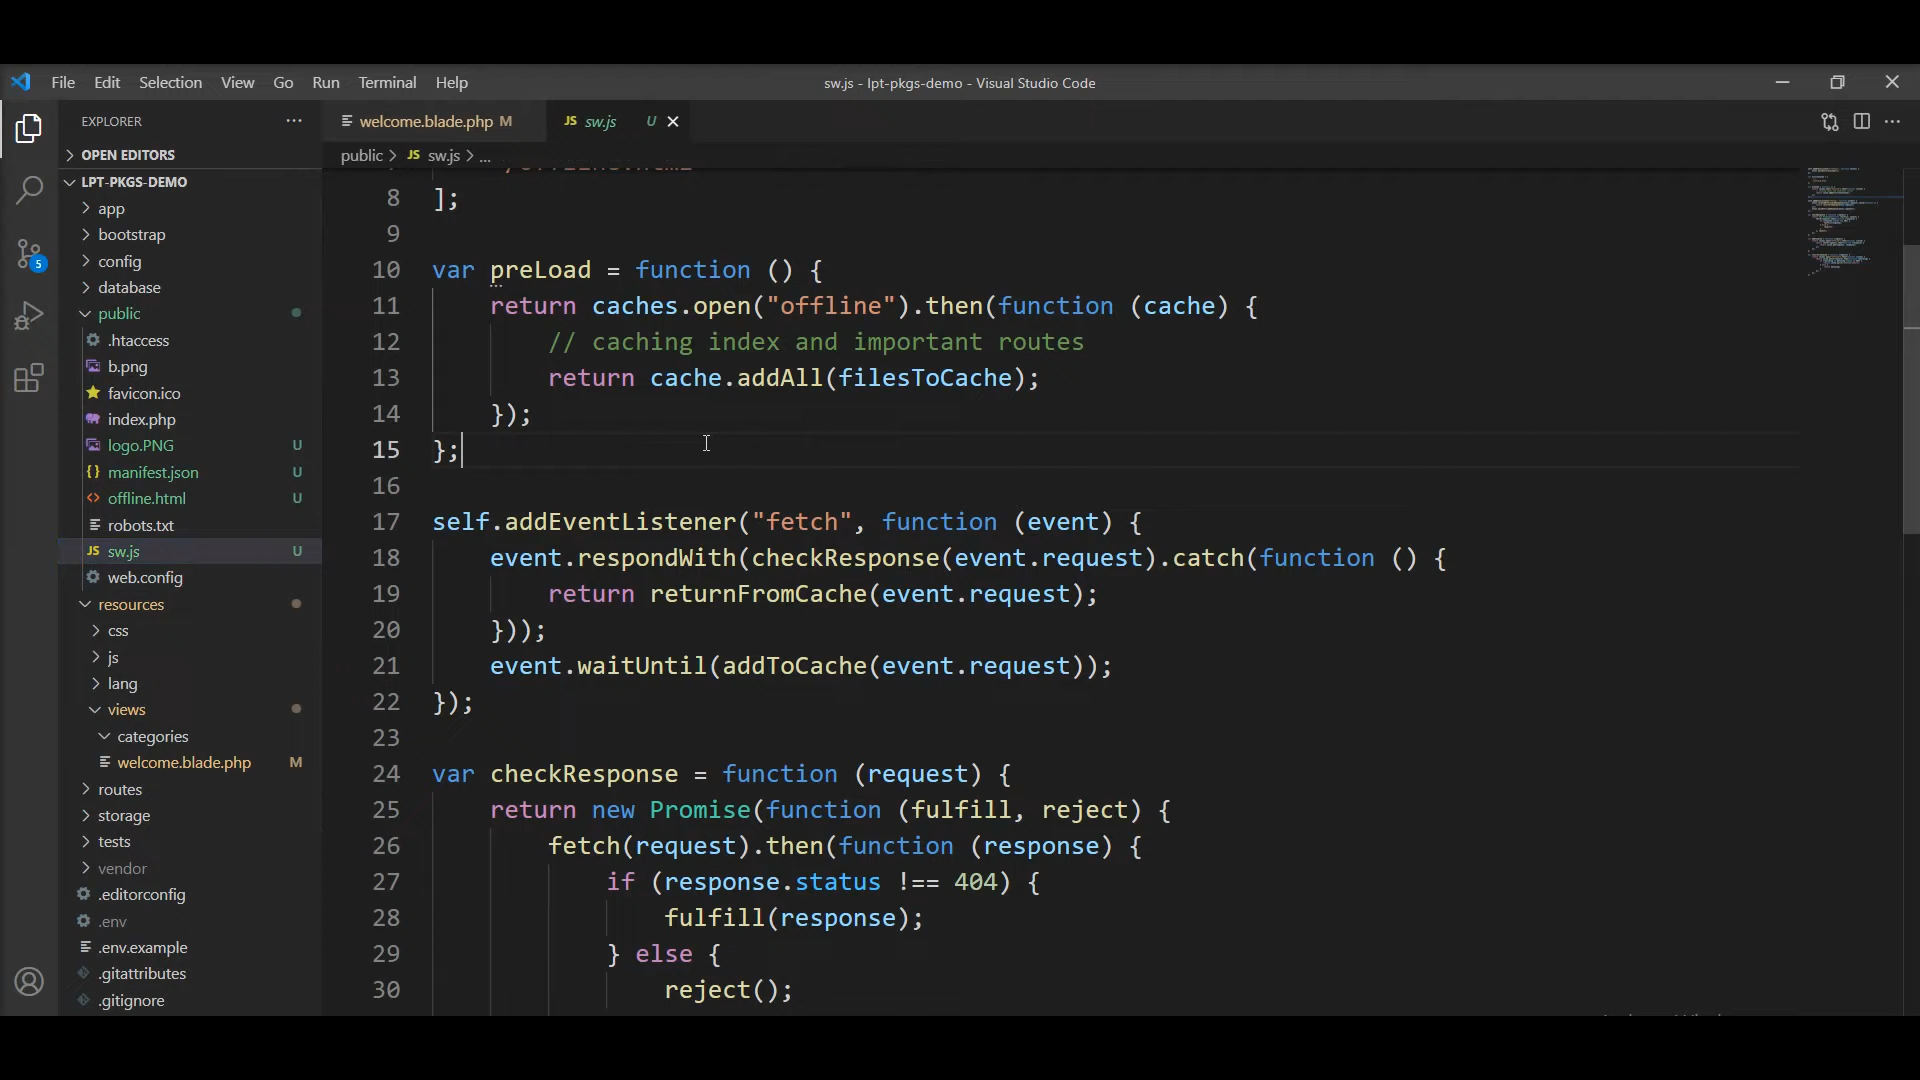 File Edit Selection View Go Run Terminal Help
sw.js - lpt-pkgs-demo - Visual Studio Code
EXPLORER
OPEN EDITORS
LPT-PKGS-DEMO
app
bootstrap
config
database
public
.htaccess
b.png
favicon.ico
index.php
logo.PNG U
manifest.json U
offline.html U
robots.txt
JS sw.js U
web.config
resources
css
js
lang
views
categories
welcome.blade.php M
routes
storage
tests
vendor
.editorconfig
.env
.env.example
.gitattributes
.gitignore
5
welcome.blade.php M
JS sw.js U
public > JS sw.js > ...
8 ];
9
10 var preLoad = function () {
11 return caches.open("offline").then(function (cache) {
12 // caching index and important routes
13 return cache.addAll(filesToCache);
14 });
15 };
16
17 self.addEventListener("fetch", function (event) {
18 event.respondWith(checkResponse(event.request).catch(function () {
19 return returnFromCache(event.request);
20 }));
21 event.waitUntil(addToCache(event.request));
22 });
23
24 var checkResponse = function (request) {
25 return new Promise(function (fulfill, reject) {
26 fetch(request).then(function (response) {
27 if (response.status !== 404) {
28 fulfill(response);
29 } else {
30 reject();